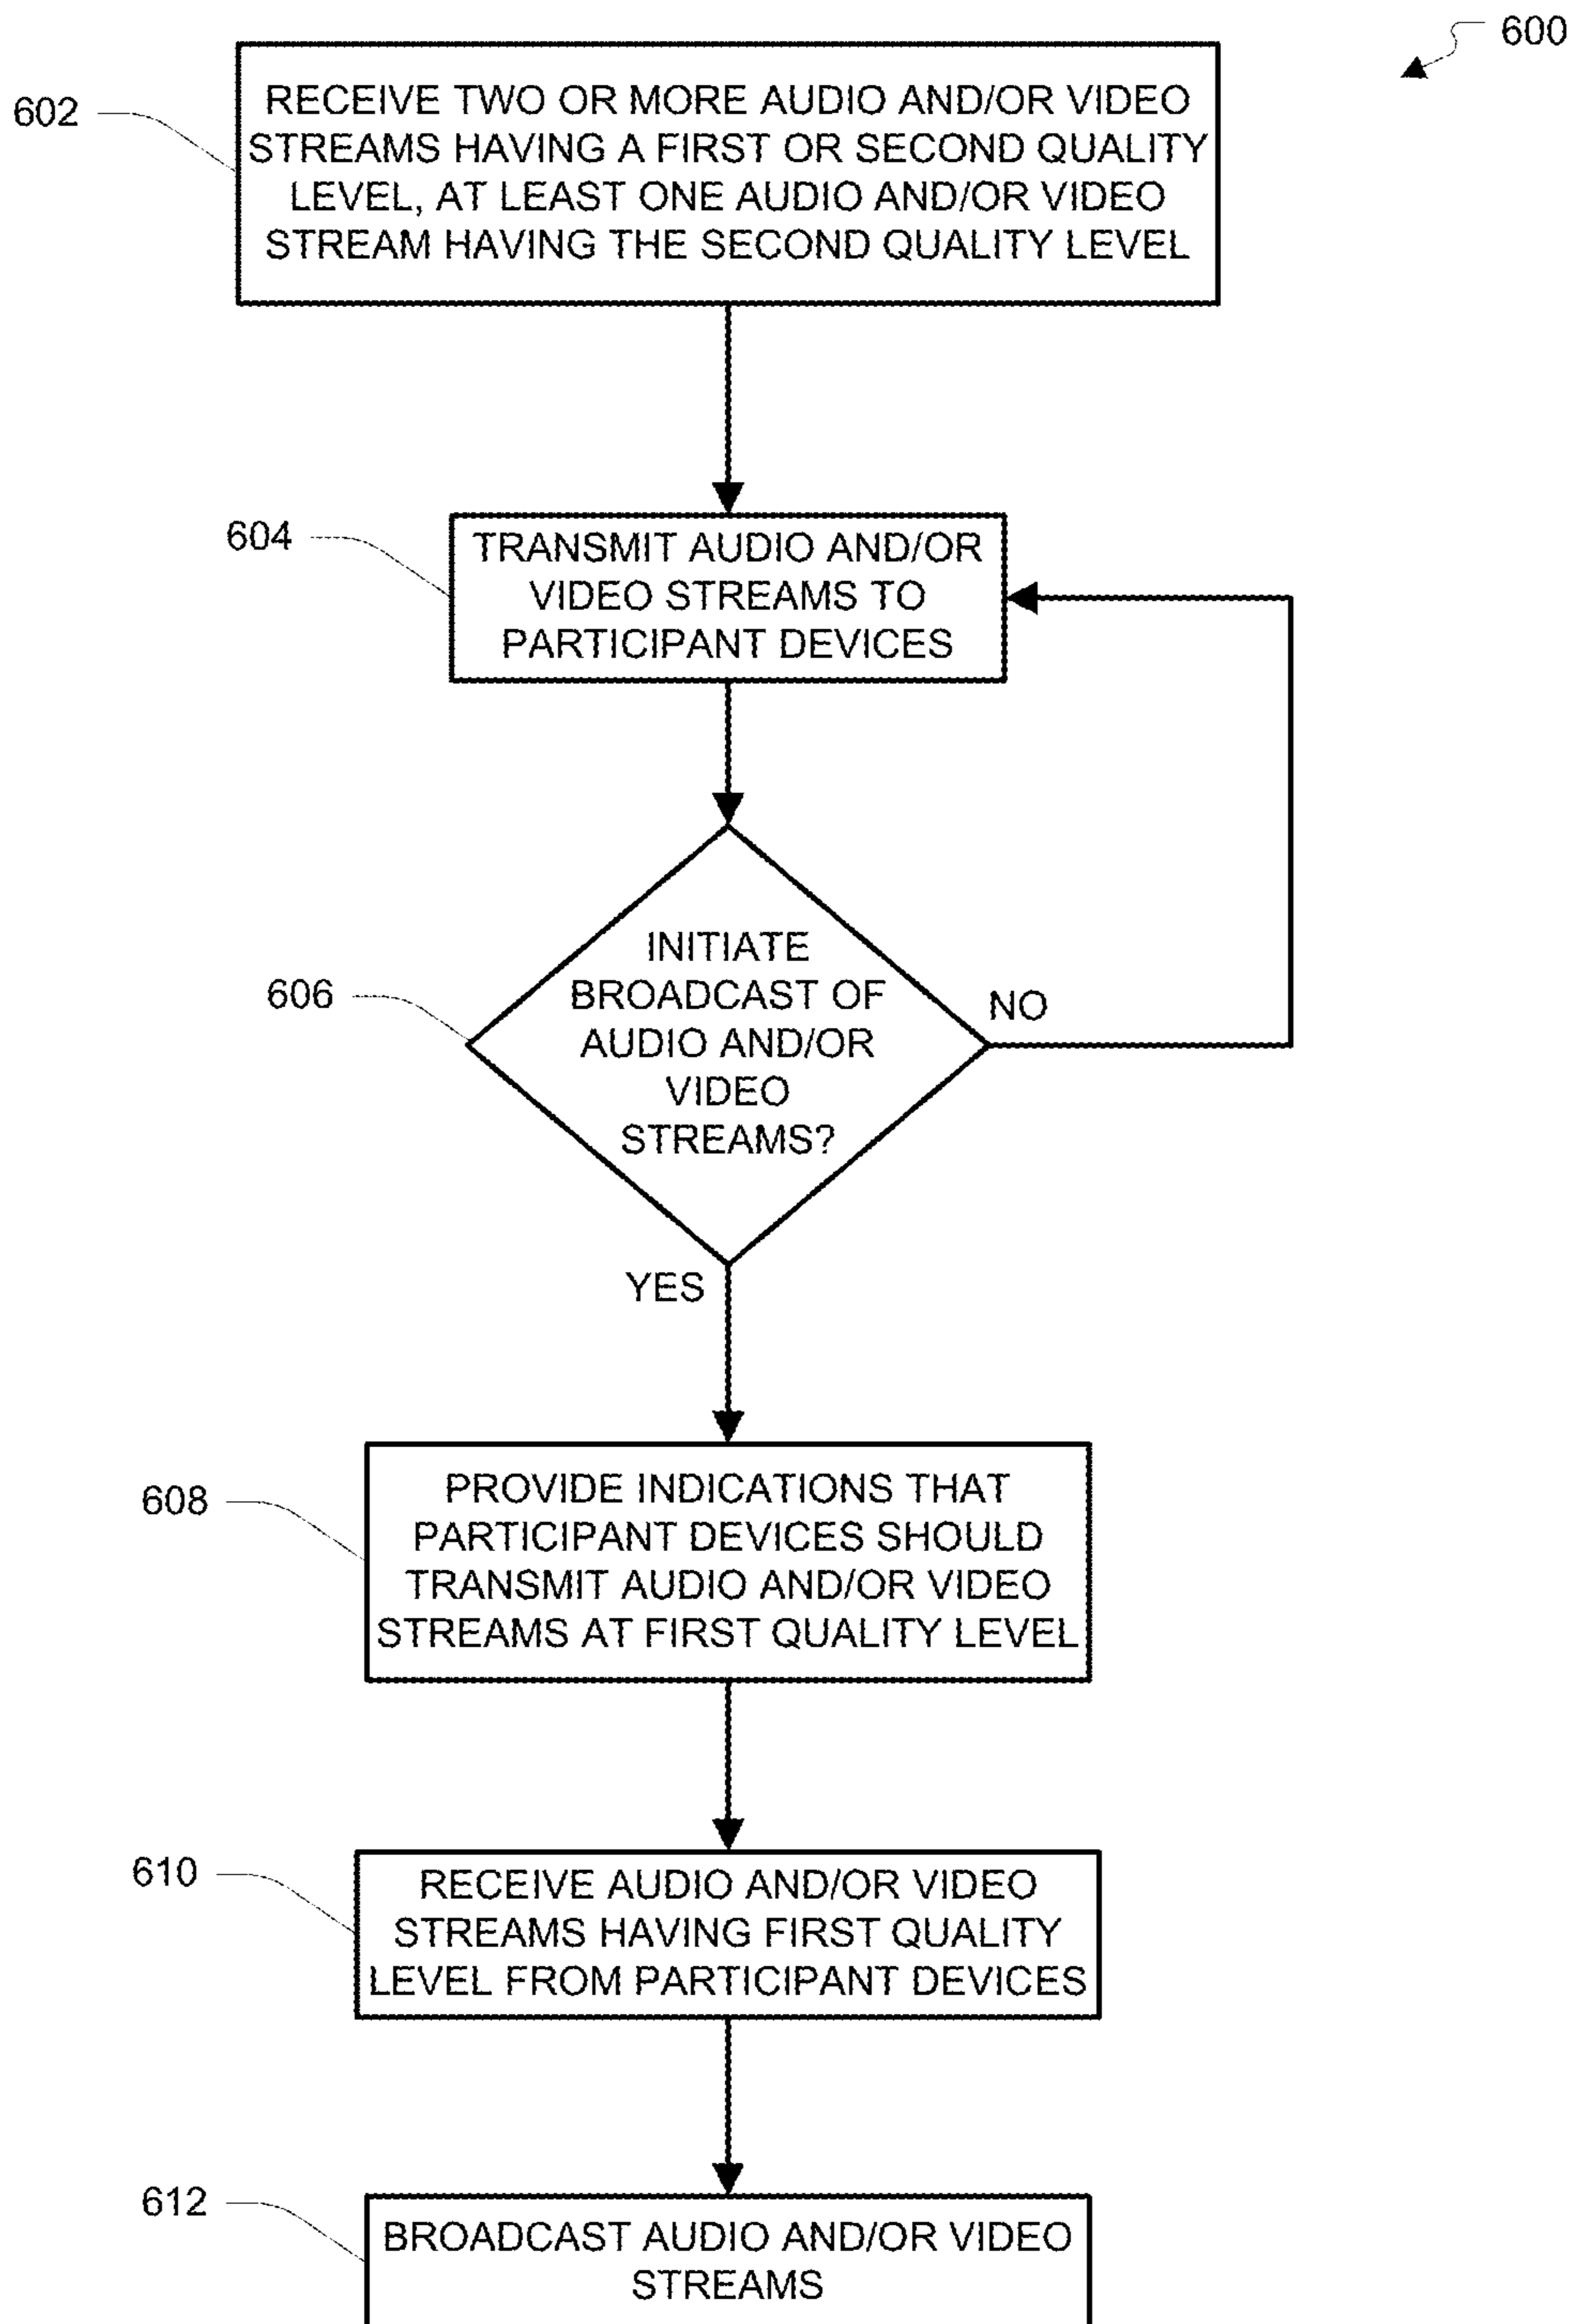 600
602
RECEIVE TWO OR MORE AUDIO AND/OR VIDEO
STREAMS HAVING A FIRST OR SECOND QUALITY
LEVEL, AT LEAST ONE AUDIO AND/OR VIDEO
STREAM HAVING THE SECOND QUALITY LEVEL
604
TRANSMIT AUDIO AND/OR
VIDEO STREAMS TO
PARTICIPANT DEVICES
606
INITIATE
BROADCAST OF
AUDIO AND/OR
VIDEO
STREAMS?
NO
YES
608
PROVIDE INDICATIONS THAT
PARTICIPANT DEVICES SHOULD
TRANSMIT AUDIO AND/OR VIDEO
STREAMS AT FIRST QUALITY LEVEL
610
RECEIVE AUDIO AND/OR VIDEO
STREAMS HAVING FIRST QUALITY
LEVEL FROM PARTICIPANT DEVICES
612
BROADCAST AUDIO AND/OR VIDEO
STREAMS